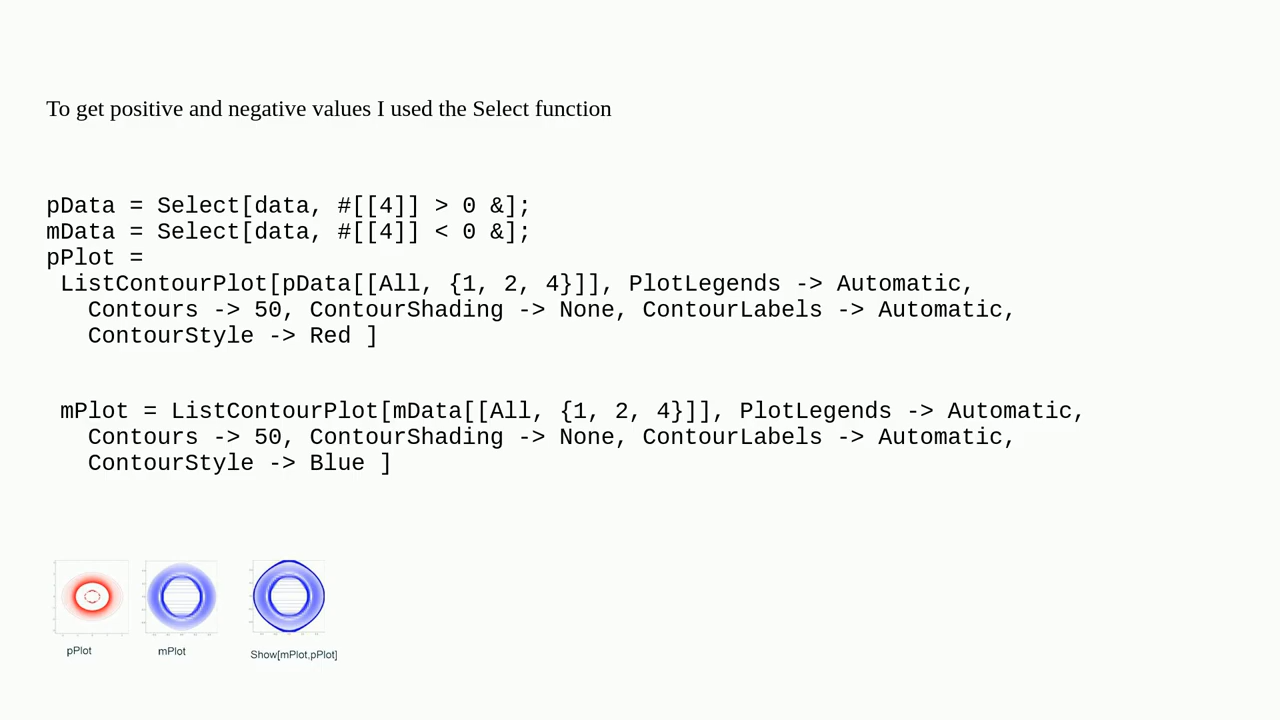 To get positive and negative values I used the Select function
pData = Select[data, #[[4]] > 0 &];
mData = Select[data, #[[4]] < 0 &];
pPlot =
ListContourPlot[pData[[All, {1, 2, 4}]], PlotLegends -> Automatic,
Contours -> 50, ContourShading -> None, ContourLabels -> Automatic,
ContourStyle -> Red ]
mPlot = ListContourPlot[mData[[All, {1, 2, 4}]], PlotLegends -> Automatic,
Contours -> 50, ContourShading -> None, ContourLabels -> Automatic,
ContourStyle -> Blue ]
pPlot
mPlot
Show[mPlot,pPlot]